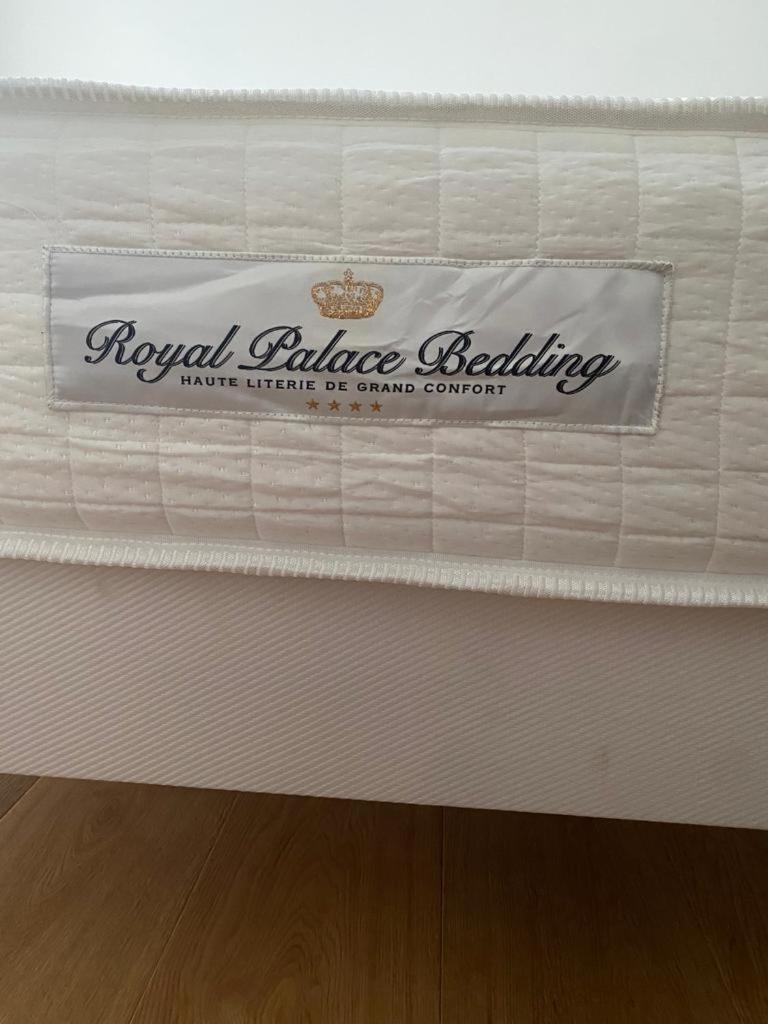 Royal Palace Bedding
HAUTE LITERIE DE GRAND CONFORT